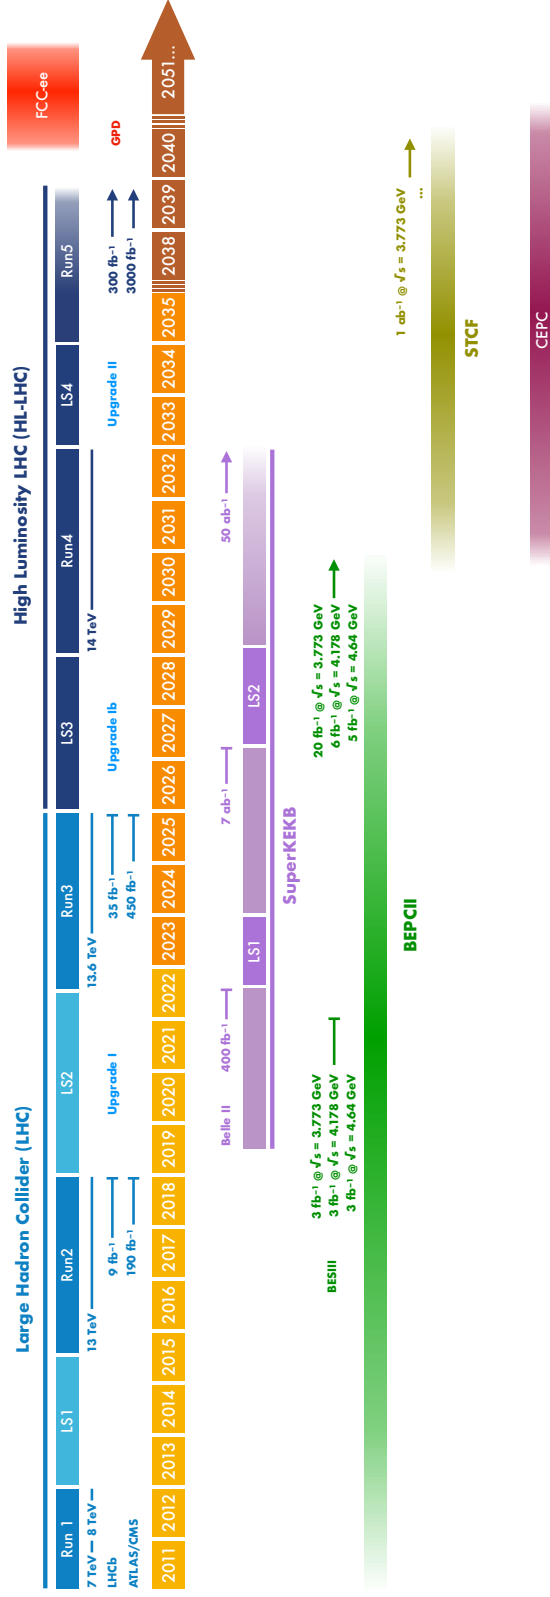 Large Hadron Collider (LHC)
High Luminosity LHC (HL-LHC)
FCC-ee
Run 1
LS1
Run2
LS2
Run3
LS3
Run4
LS4
Run5
7 TeV
8 TeV
13 TeV
13.6 TeV
14 TeV
LHCb
9 fb⁻¹
Upgrade I
35 fb⁻¹
Upgrade Ib
Upgrade II
300 fb⁻¹
GPD
ATLAS/CMS
190 fb⁻¹
450 fb⁻¹
3000 fb⁻¹
2011
2012
2013
2014
2015
2016
2017
2018
2019
2020
2021
2022
2023
2024
2025
2026
2027
2028
2029
2030
2031
2032
2033
2034
2035
2038
2039
2040
2051...
Belle II
400 fb⁻¹
7 ab⁻¹
50 ab⁻¹
LS1
LS2
SuperKEKB
BESIII
3 fb⁻¹ @ √s = 3.773 GeV
3 fb⁻¹ @ √s = 4.178 GeV
3 fb⁻¹ @ √s = 4.64 GeV
20 fb⁻¹ @ √s = 3.773 GeV
6 fb⁻¹ @ √s = 4.178 GeV
5 fb⁻¹ @ √s = 4.64 GeV
BEPCII
1 ab⁻¹ @ √s = 3.773 GeV
...
STCF
CEPC